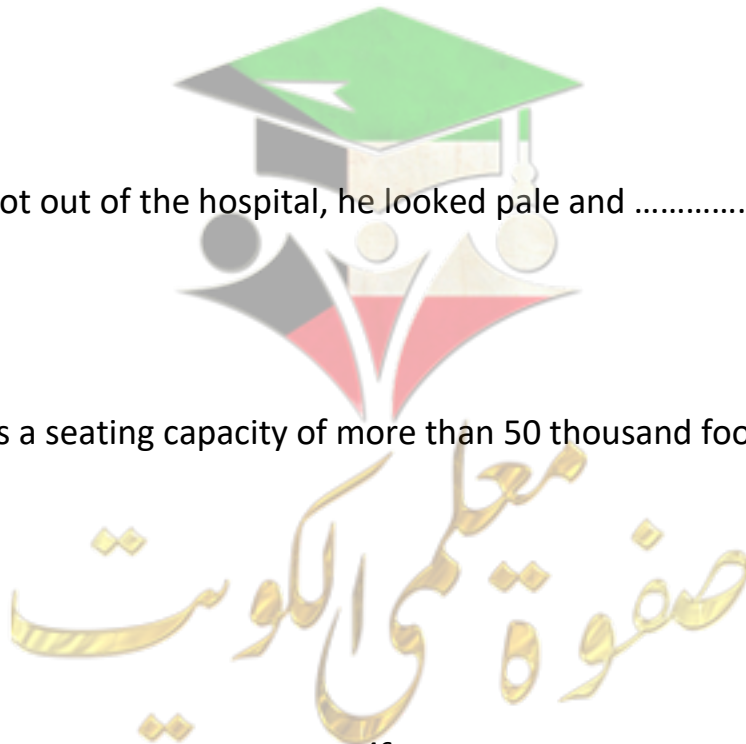 ot out of the hospital, he looked pale and ………….
s a seating capacity of more than 50 thousand foo
صفوة معلمى الكويت